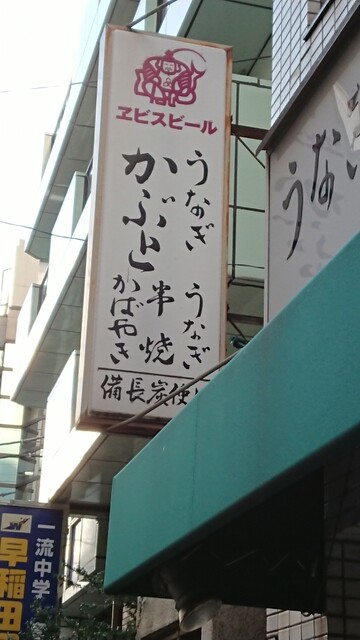 ヱビスビール
うなぎ
うなぎ
かぶと
串焼
かばやき
備長炭使
うな
一流中学
早稲田